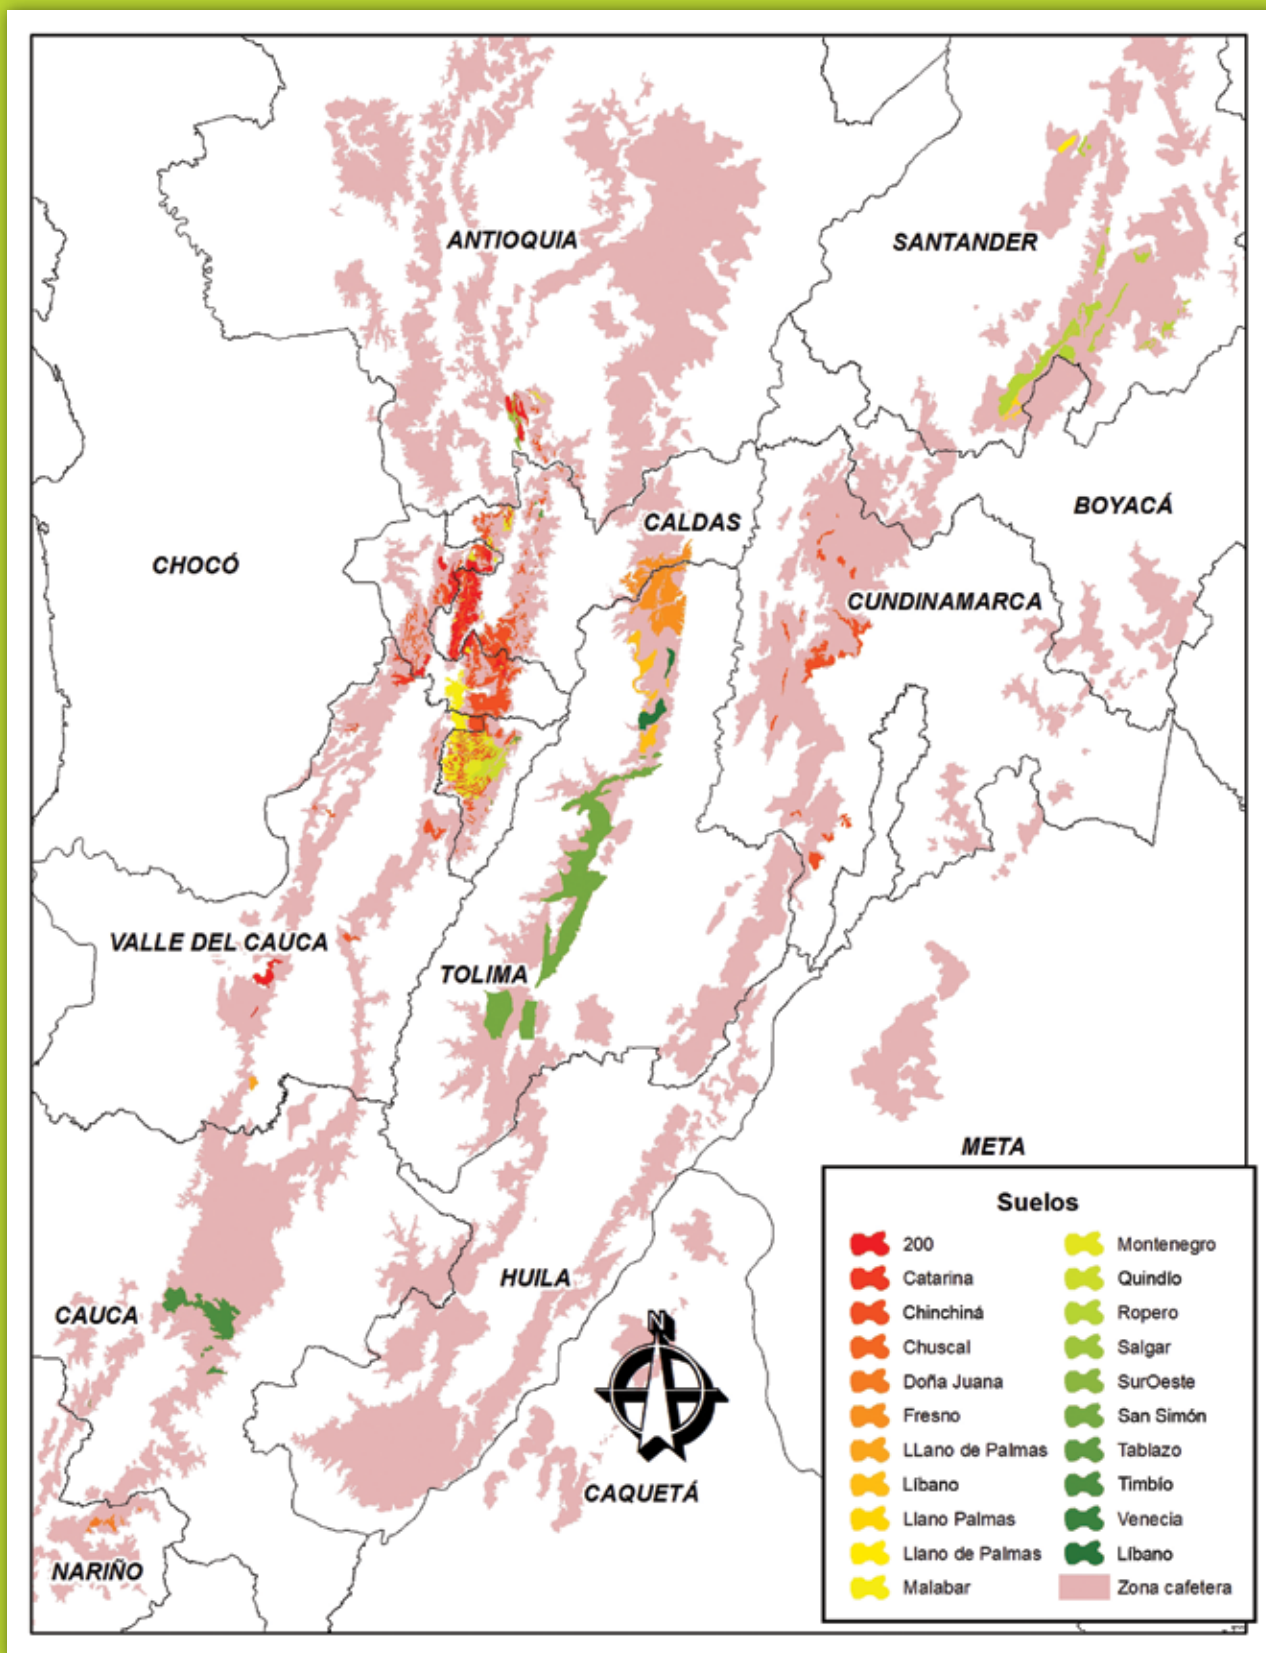 ANTIOQUIA
SANTANDER
CALDAS
BOYACÁ
CHOCÓ
CUNDINAMARCA
VALLE DEL CAUCA
TOLIMA
META
HUILA
CAUCA
N
CAQUETÁ
NARIÑO
Suelos
200
Catarina
Chinchiná
Chuscal
Doña Juana
Fresno
LLano de Palmas
Líbano
Llano Palmas
Llano de Palmas
Malabar
Montenegro
Quindío
Ropero
Salgar
SurOeste
San Simón
Tablazo
Timbío
Venecia
Líbano
Zona cafetera